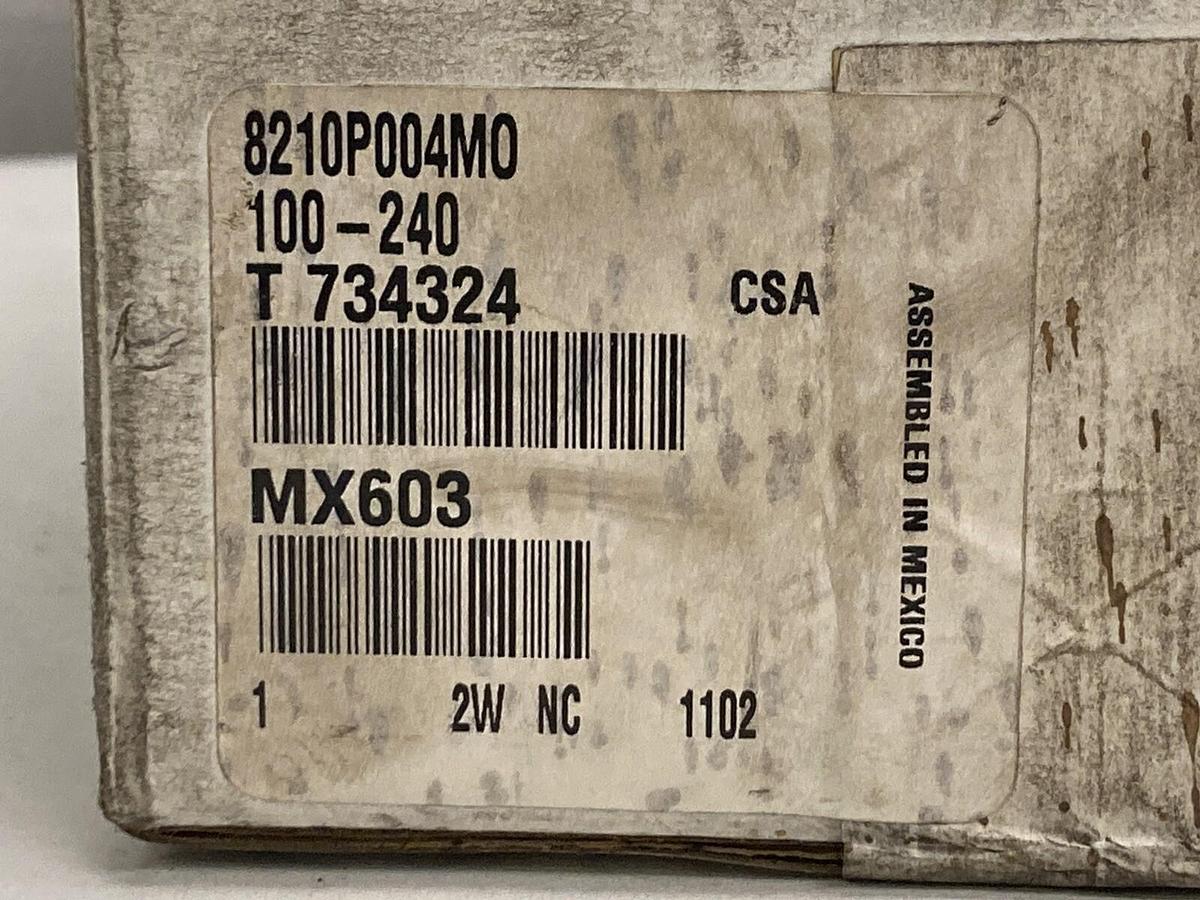 8210P004MO
100-240
T 734324
CSA
MX603
1 2W NC 1102
ASSEMBLED IN MEXICO